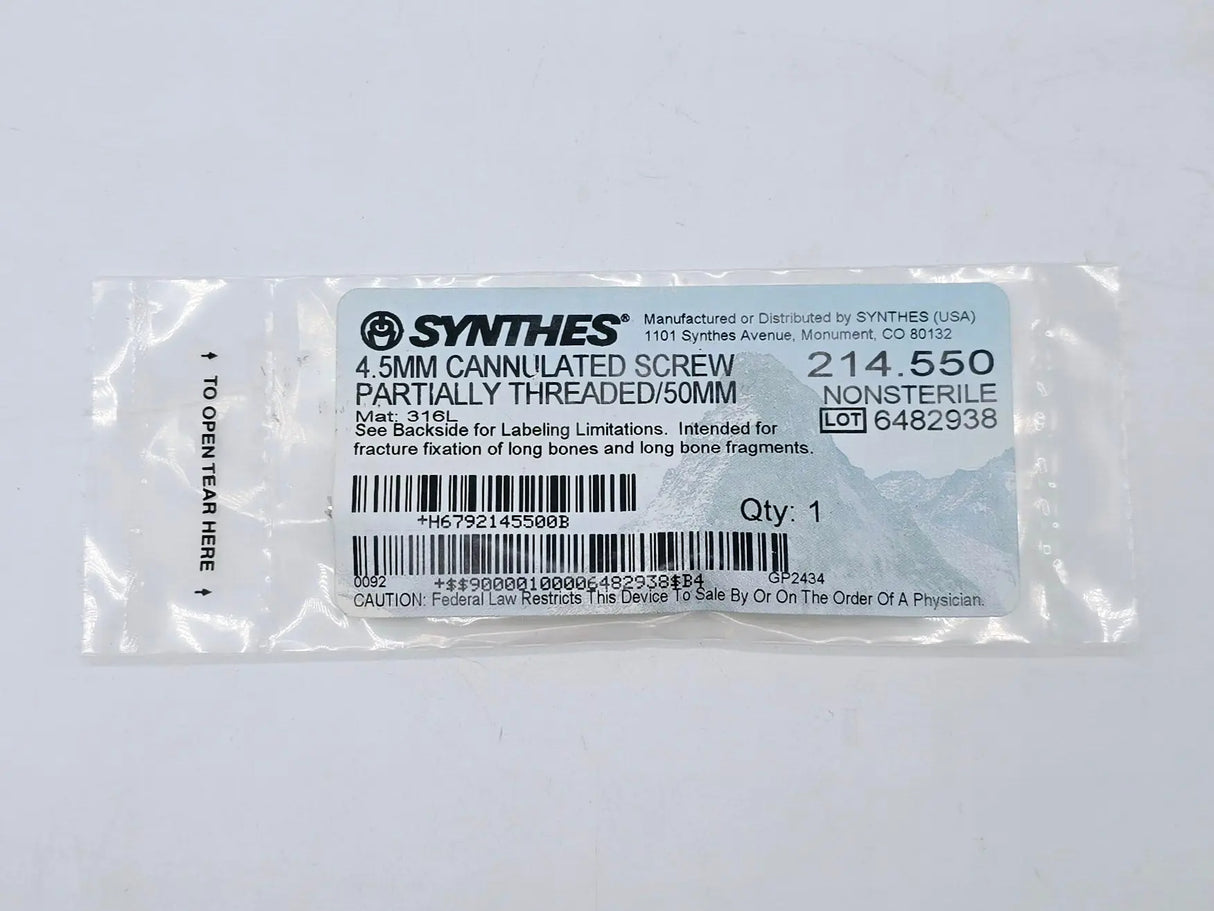 ↑ TO OPEN TEAR HERE ↑
SYNTHES®
Manufactured or Distributed by SYNTHES (USA)
1101 Synthes Avenue, Monument, CO 80132
4.5MM CANNULATED SCREW
PARTIALLY THREADED/50MM
214.550
NONSTERILE
LOT 6482938
Mat: 316L
See Backside for Labeling Limitations. Intended for
fracture fixation of long bones and long bone fragments.
+H6792145500B
Qty: 1
0092
+$$900000100006482938$B4
GP2434
CAUTION: Federal Law Restricts This Device To Sale By Or On The Order Of A Physician.